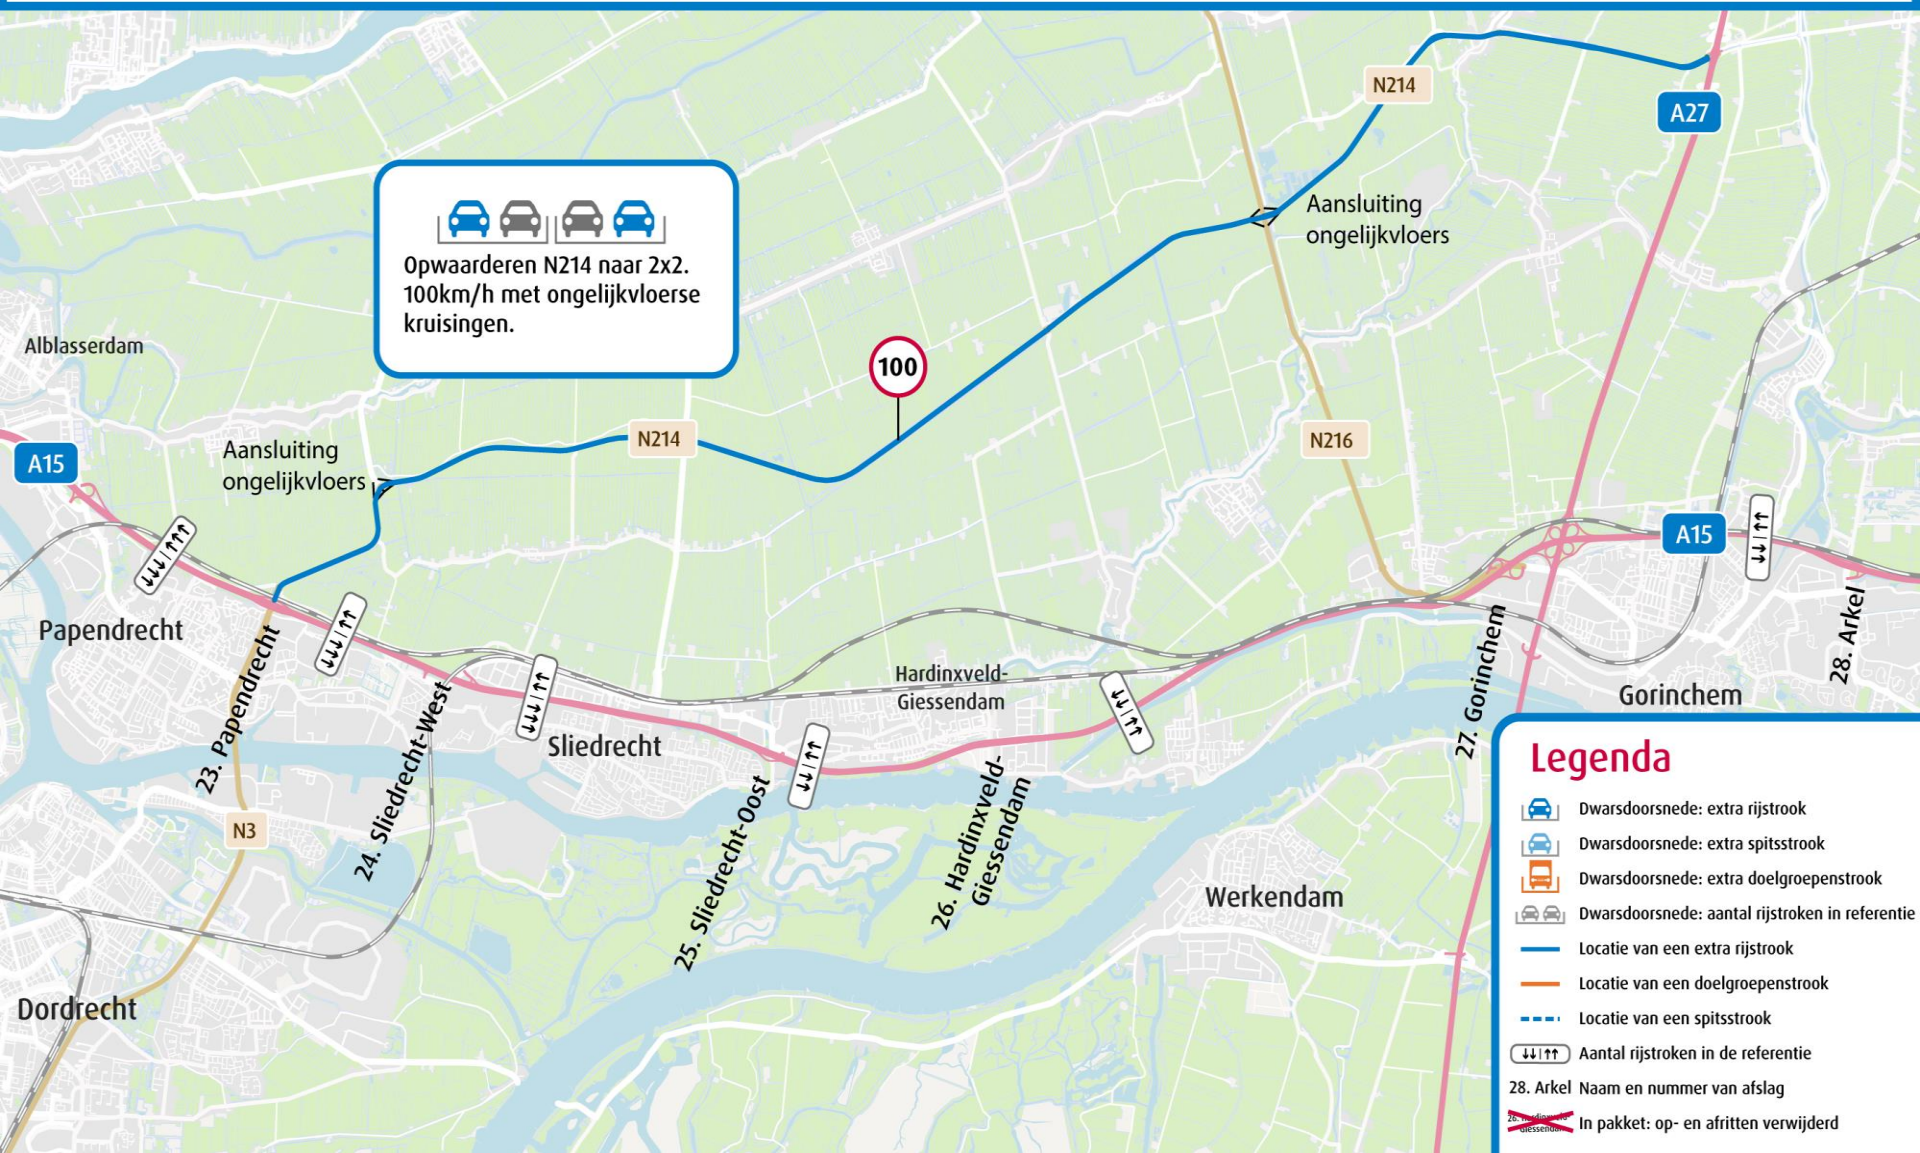 N214
A27
Aansluiting
ongelijkvloers
Opwaarderen N214 naar 2x2.
100km/h met ongelijkvloerse
kruisingen.
Alblasserdam
100
N214
N216
Aansluiting
ongelijkvloers
A15
A15
Papendrecht
23. Papendrecht
24. Sliedrecht-West
Sliedrecht
25. Sliedrecht-Oost
Hardinxveld-
Giessendam
26. Hardinxveld-
Giessendam
27. Gorinchem
Gorinchem
28. Arkel
N3
Werkendam
Dordrecht
Legenda
Dwarsdoorsnede: extra rijstrook
Dwarsdoorsnede: extra spitsstrook
Dwarsdoorsnede: extra doelgroepenstrook
Dwarsdoorsnede: aantal rijstroken in referentie
Locatie van een extra rijstrook
Locatie van een doelgroepenstrook
Locatie van een spitsstrook
Aantal rijstroken in de referentie
28. Arkel Naam en nummer van afslag
26. Hardinxveld-
Giessendam
In pakket: op- en afritten verwijderd